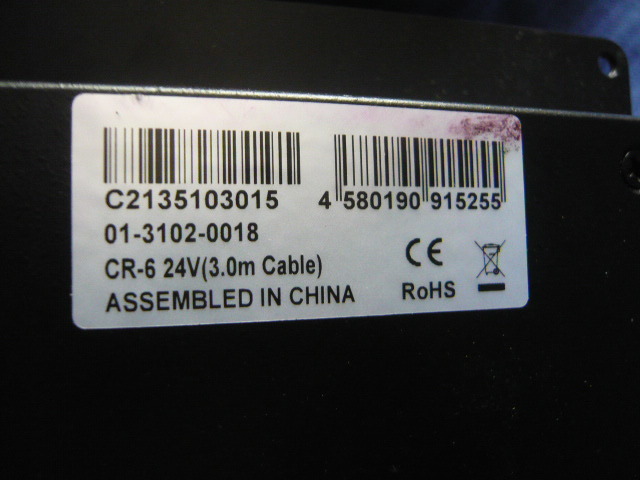 C2135103015
4 580190 915255
01-3102-0018
CR-6 24V(3.0m Cable)
ASSEMBLED IN CHINA
CE
RoHS